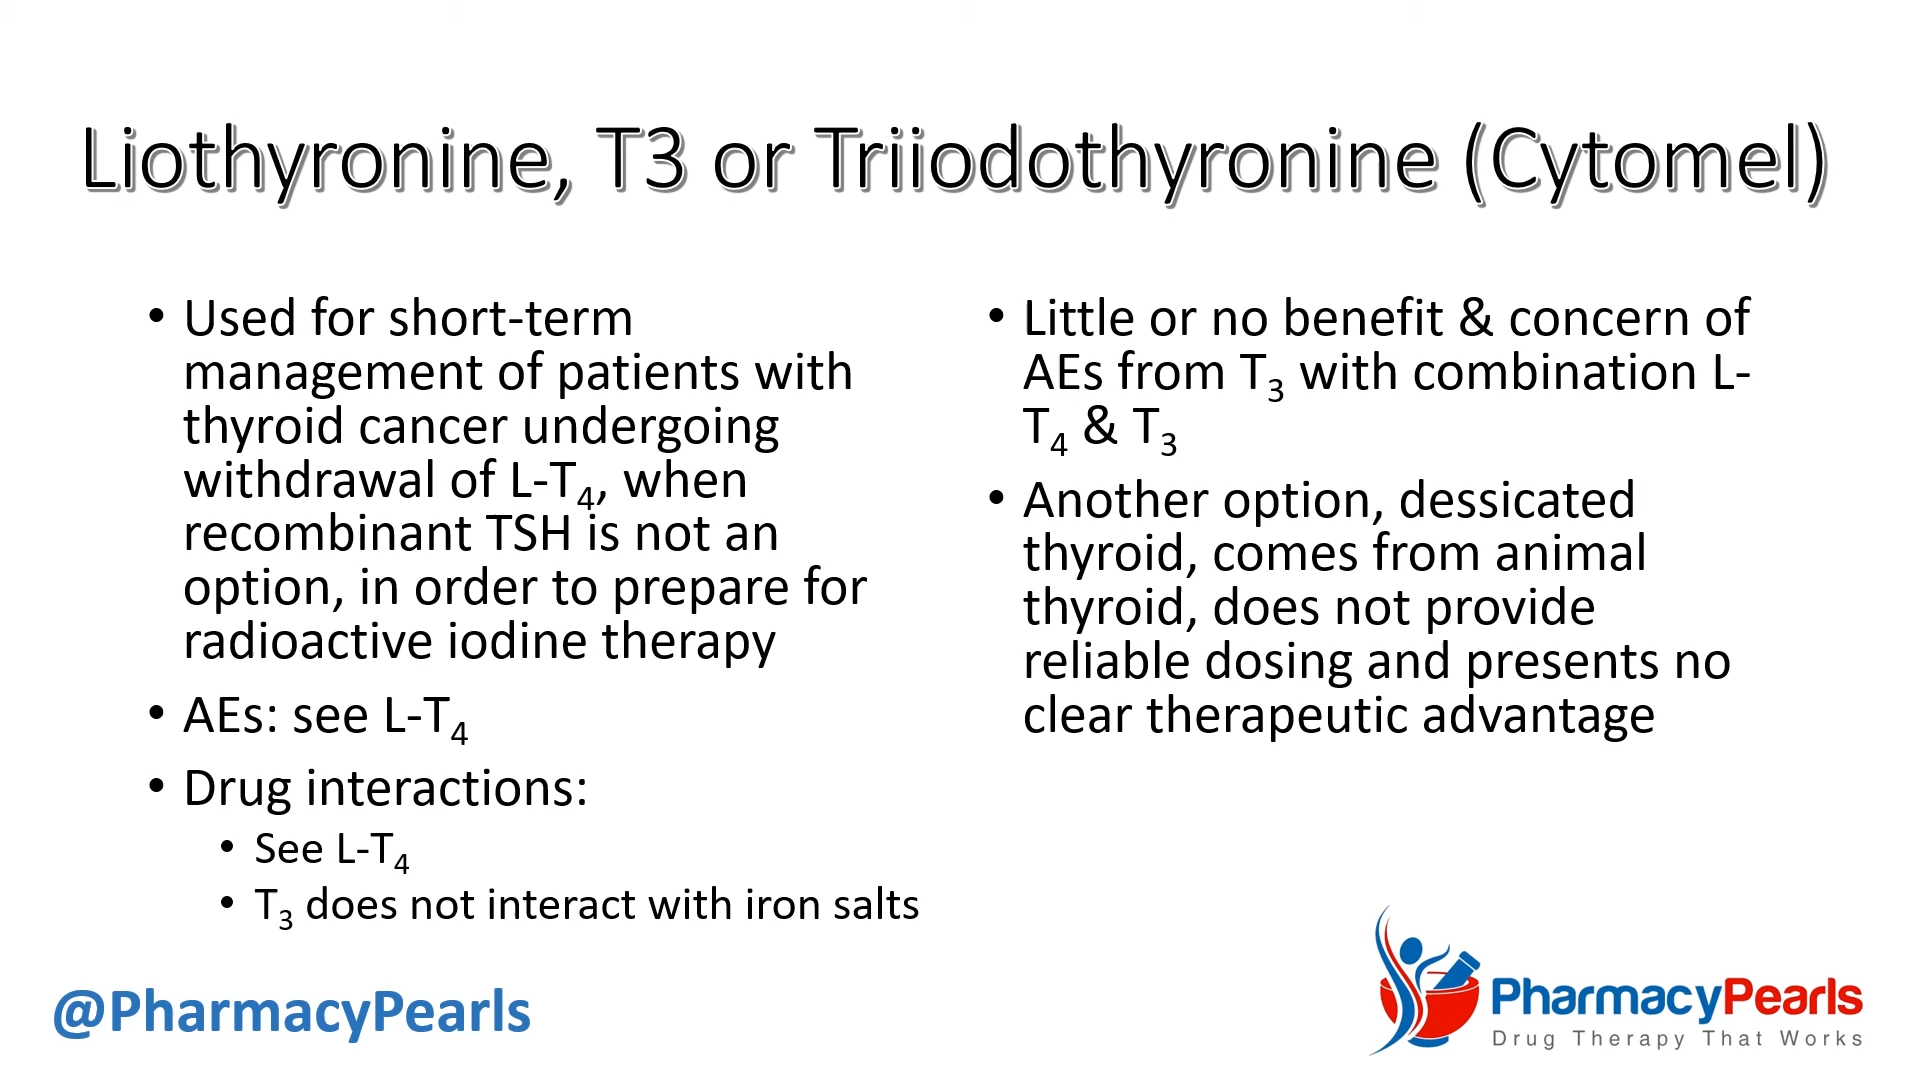 Liothyronine, T3 or Triiodothyronine (Cytomel)
• Used for short-term
management of patients with
thyroid cancer undergoing
withdrawal of L-T₄, when
recombinant TSH is not an
option, in order to prepare for
radioactive iodine therapy
• AEs: see L-T₄
• Drug interactions:
• See L-T₄
• T₃ does not interact with iron salts
• Little or no benefit & concern of
AEs from T₃ with combination L-
T₄ & T₃
• Another option, dessicated
thyroid, comes from animal
thyroid, does not provide
reliable dosing and presents no
clear therapeutic advantage
@PharmacyPearls
PharmacyPearls
Drug Therapy That Works